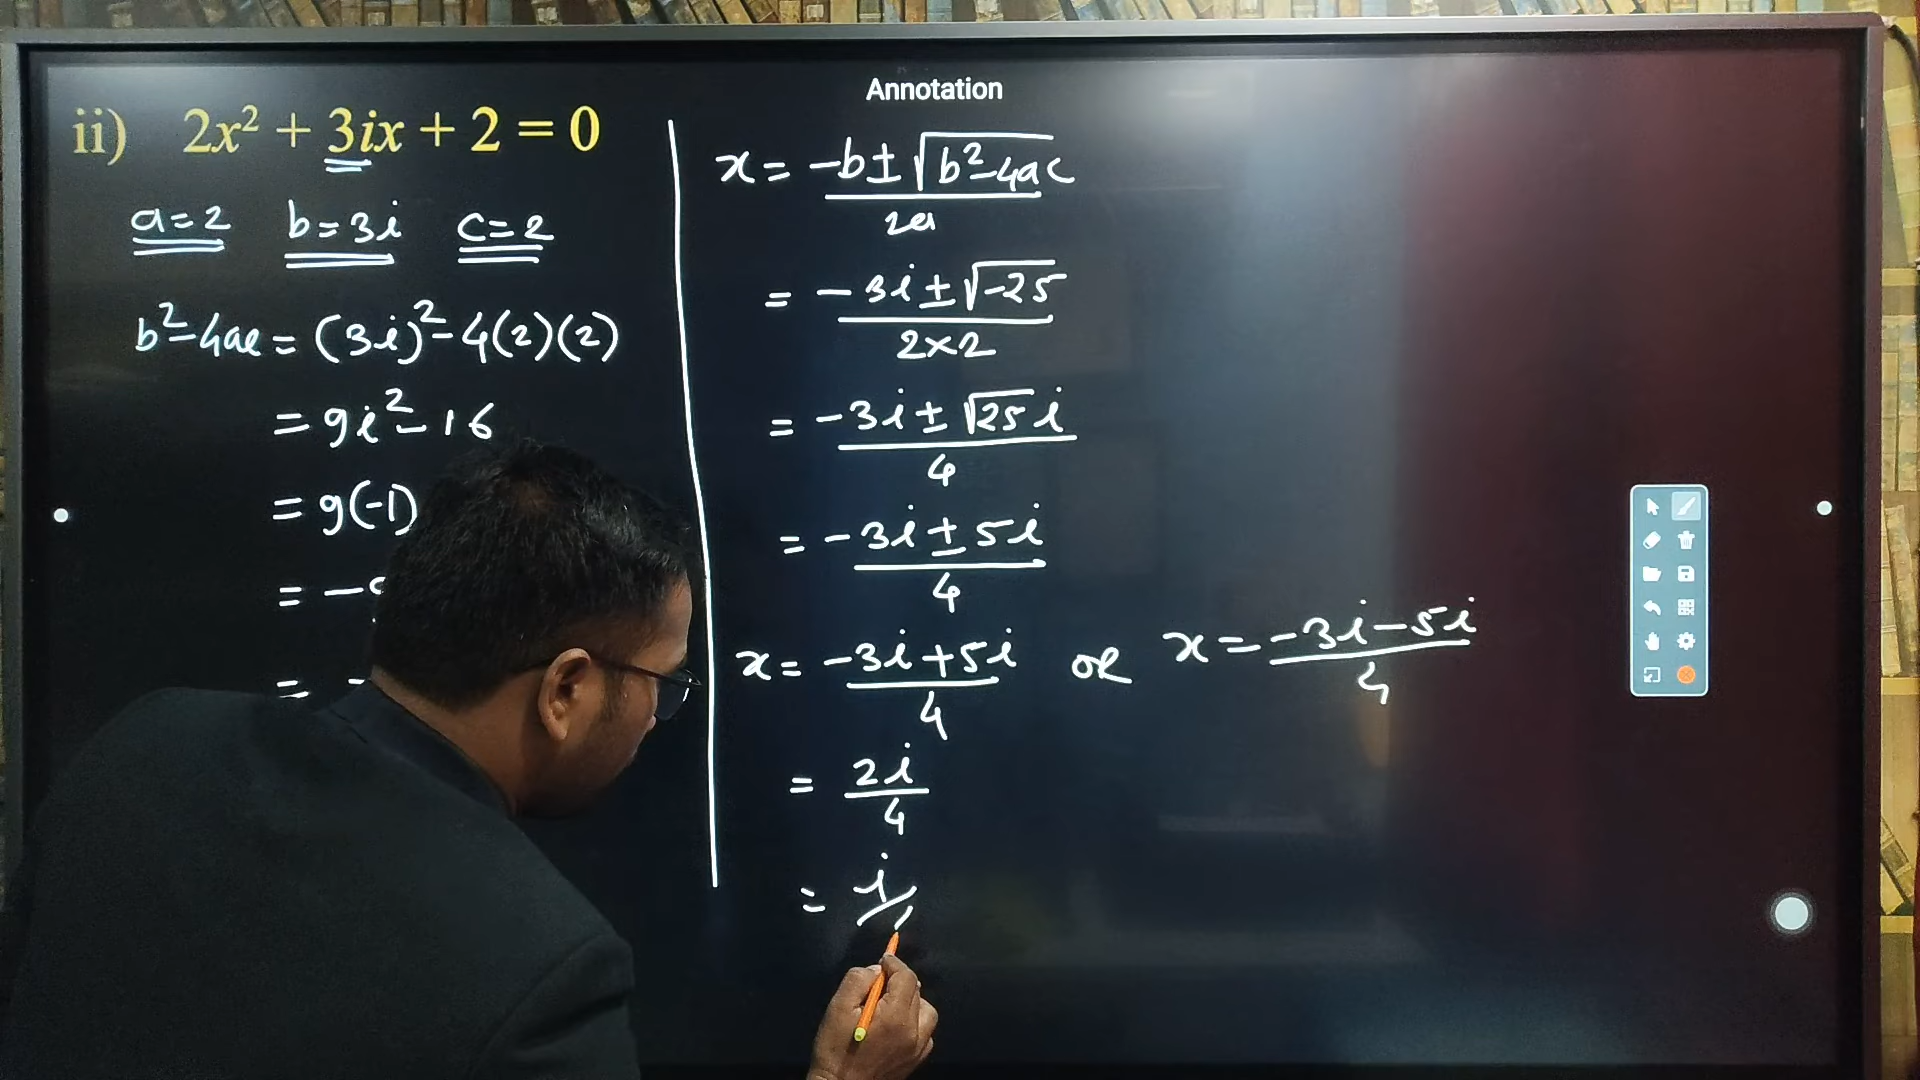 Annotation
ii) 2x² + 3ix + 2 = 0
a = 2 b = 3i c = 2
b² - 4ac = (3i)² - 4(2)(2)
= 9i² - 16
= 9(-1)
= -9
= -
x = (-b ± √(b² - 4ac)) / 2a
= (-3i ± √-25) / (2×2)
= (-3i ± √25 i) / 4
= (-3i ± 5i) / 4
x = (-3i + 5i) / 4 or x = (-3i - 5i) / 4
= 2i / 4
= i /